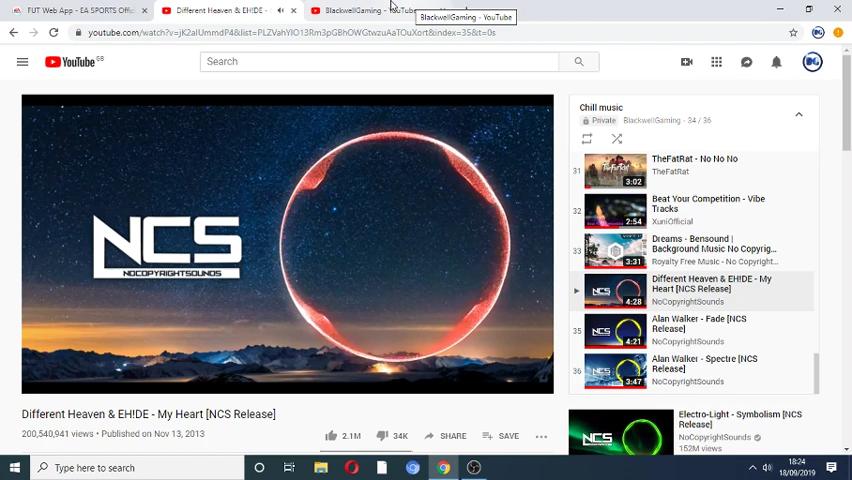 FUT Web App - EA SPORTS Offici
Different Heaven & EH!DE -
BlackwellGaming - YouTube
BlackwellGaming - YouTube
youtube.com/watch?v=jK2aIUmmdP4&list=PLZVahYIO13Rm3pGBhOWGtwzuAaTOuXort&index=35&t=0s
YouTube GB
Search
DG
NCS
NOCOPYRIGHTSOUNDS
Chill music
Private BlackwellGaming - 34 / 36
31
3:02
TheFatRat - No No No
TheFatRat
32
2:54
Beat Your Competition - Vibe
Tracks
XuniOfficial
33
3:31
Dreams - Bensound |
Background Music No Copyrig...
Royalty Free Music - No Copyright...
NCS
4:28
Different Heaven & EH!DE - My
Heart [NCS Release]
NoCopyrightSounds
35
NCS
4:21
Alan Walker - Fade [NCS
Release]
NoCopyrightSounds
36
NCS
3:47
Alan Walker - Spectre [NCS
Release]
NoCopyrightSounds
Different Heaven & EH!DE - My Heart [NCS Release]
200,540,941 views • Published on Nov 13, 2013
2.1M 34K SHARE SAVE
NCS
Electro-Light - Symbolism [NCS
Release]
NoCopyrightSounds
152M views
Type here to search
18:24
18/09/2019